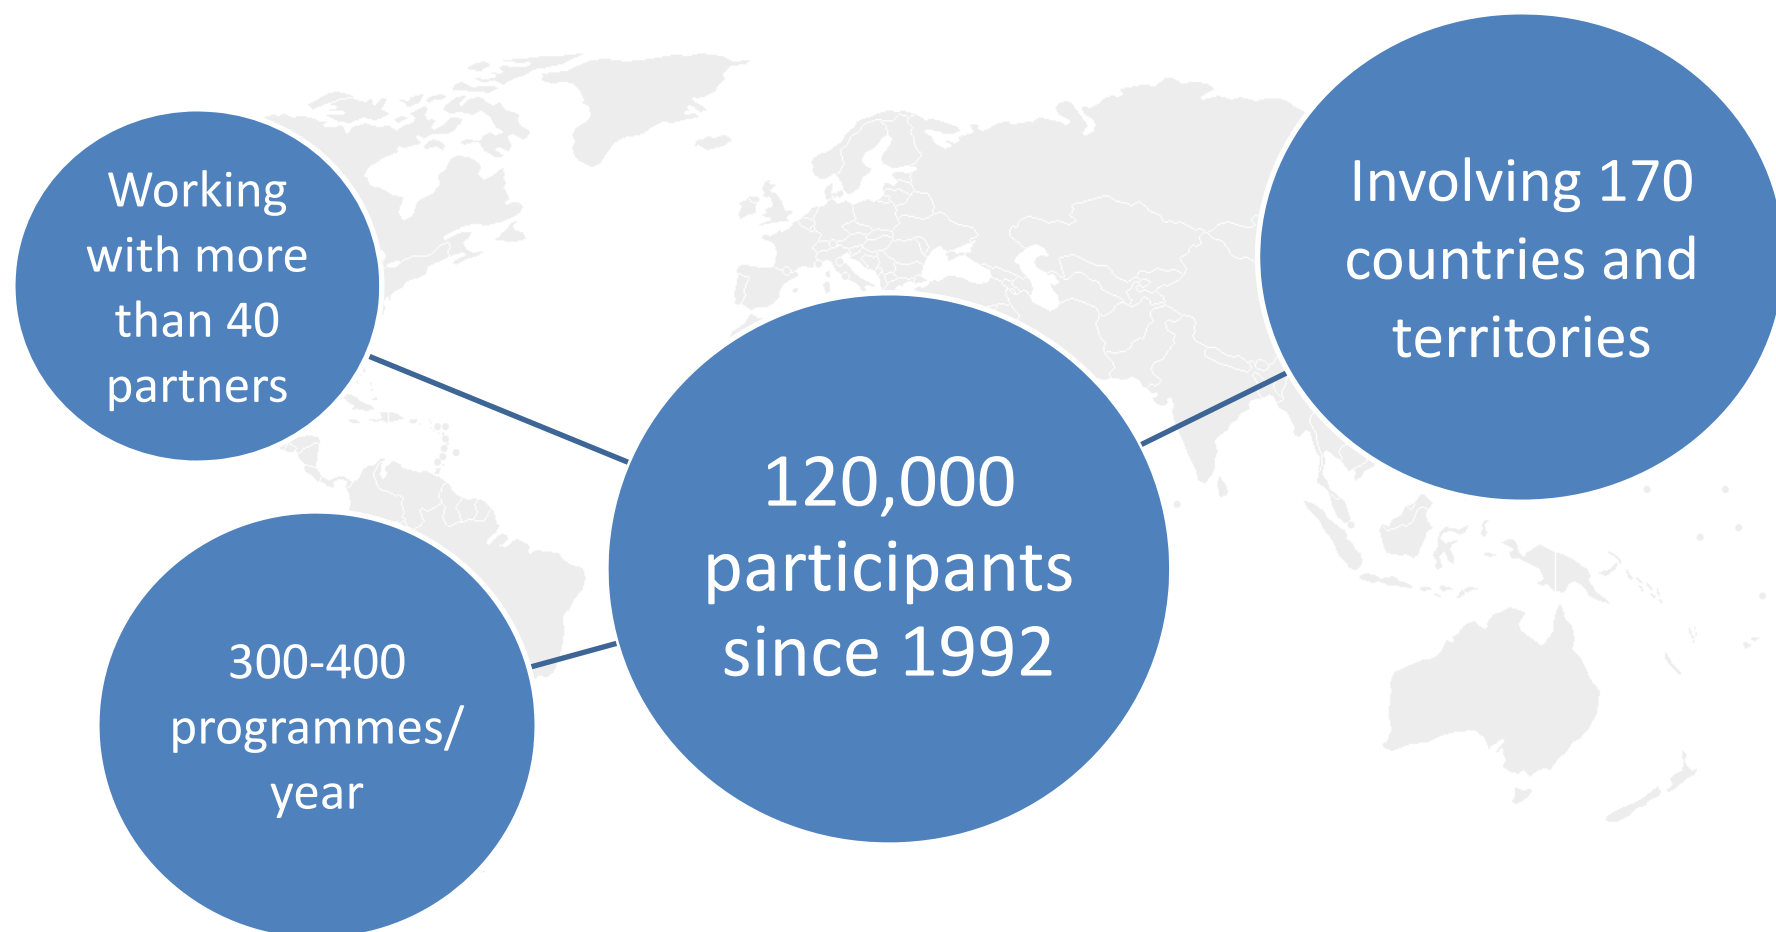 Working
with more
than 40
partners
Involving 170
countries and
territories
120,000
participants
since 1992
300-400
programmes/
year